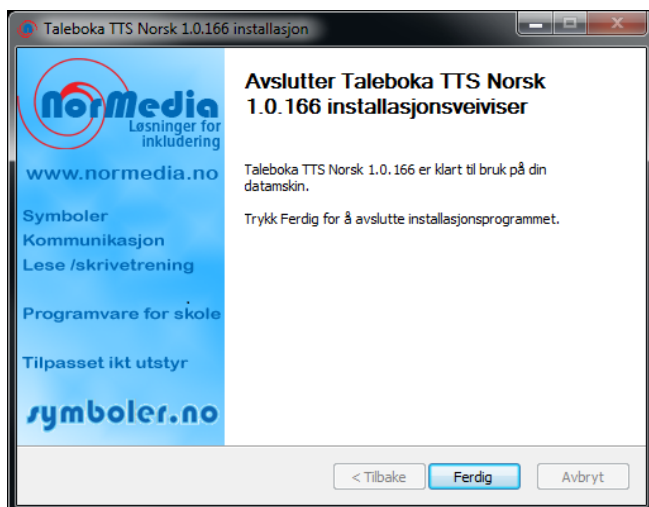 Taleboka TTS Norsk 1.0.166 installasjon
NorMedia
Løsninger for
inkludering
www.normedia.no
Symboler
Kommunikasjon
Lese /skrivetrening
Programvare for skole
Tilpasset ikt utstyr
symboler.no
Avslutter Taleboka TTS Norsk
1.0.166 installasjonsveiviser
Taleboka TTS Norsk 1.0.166 er klart til bruk på din
datamskin.
Trykk Ferdig for å avslutte installasjonsprogrammet.
< Tilbake
Ferdig
Avbryt